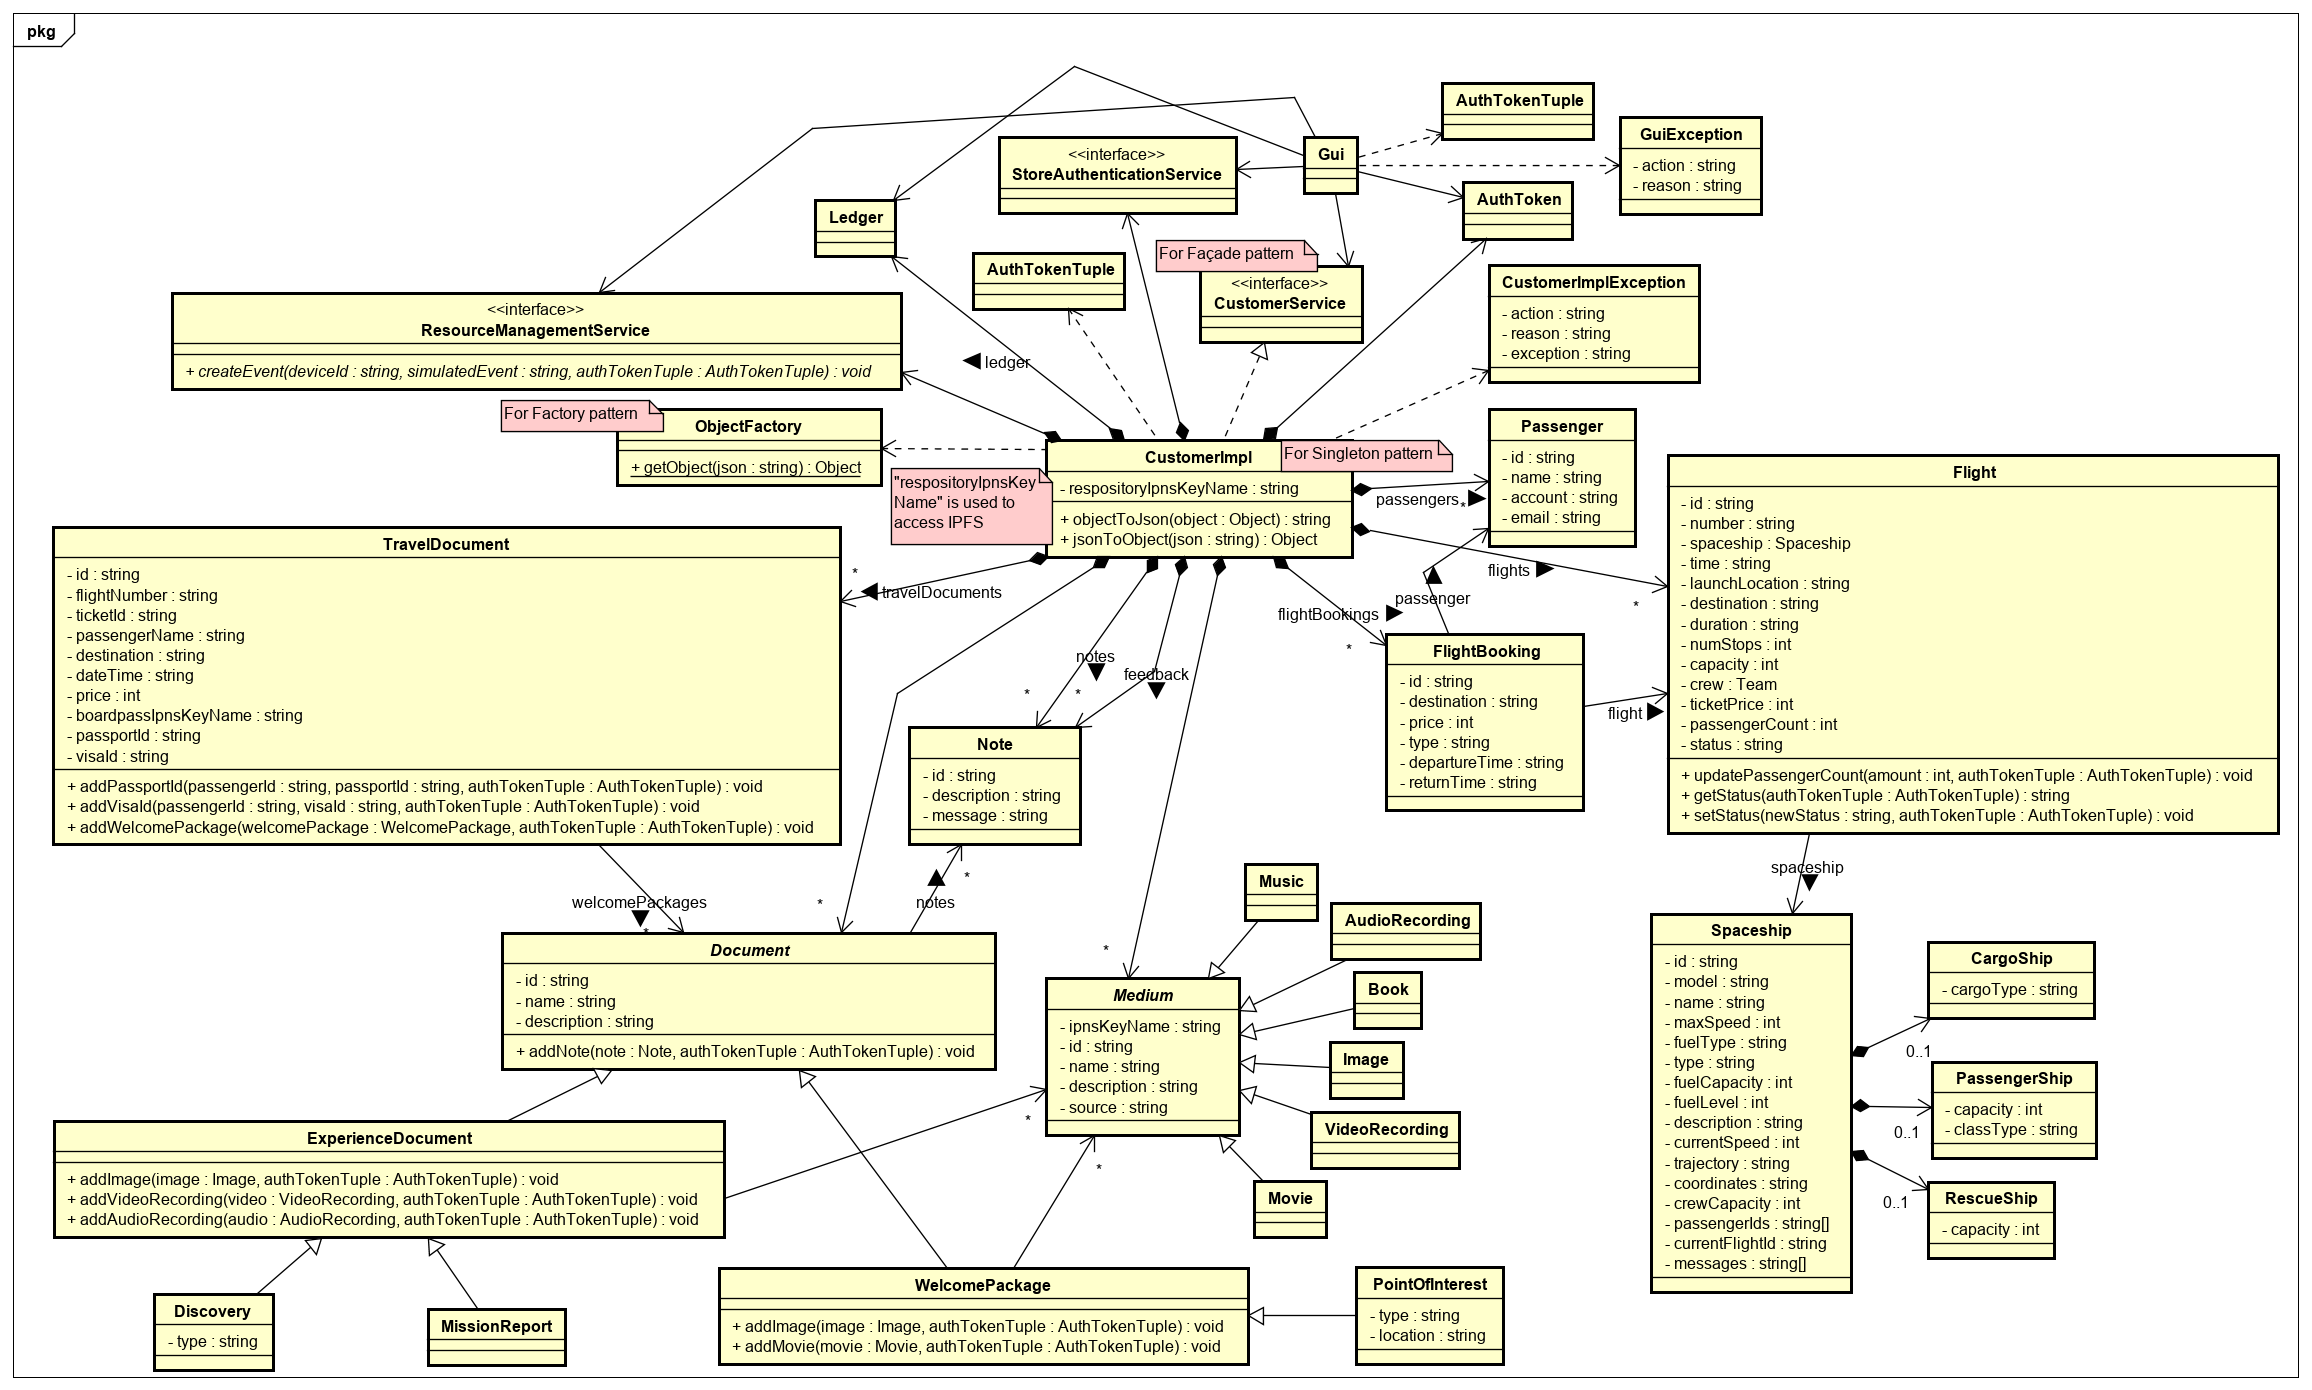 pkg
AuthTokenTuple
GuiException
- action : string
- reason : string
Gui
<<interface>>
StoreAuthenticationService
AuthToken
Ledger
For Façade pattern
<<interface>>
CustomerService
AuthTokenTuple
CustomerImplException
- action : string
- reason : string
- exception : string
<<interface>>
ResourceManagementService
+ createEvent(deviceId : string, simulatedEvent : string, authTokenTuple : AuthTokenTuple) : void
ledger
For Factory pattern
ObjectFactory
+ getObject(json : string) : Object
CustomerImpl
- respositoryIpnsKeyName : string
+ objectToJson(object : Object) : string
+ jsonToObject(json : string) : Object
For Singleton pattern
"respositoryIpnsKey
Name" is used to
access IPFS
Passenger
- id : string
- name : string
- account : string
- email : string
passengers
*
Flight
- id : string
- number : string
- spaceship : Spaceship
- time : string
- launchLocation : string
- destination : string
- duration : string
- numStops : int
- capacity : int
- crew : Team
- ticketPrice : int
- passengerCount : int
- status : string
+ updatePassengerCount(amount : int, authTokenTuple : AuthTokenTuple) : void
+ getStatus(authTokenTuple : AuthTokenTuple) : string
+ setStatus(newStatus : string, authTokenTuple : AuthTokenTuple) : void
flights
*
TravelDocument
- id : string
- flightNumber : string
- ticketId : string
- passengerName : string
- destination : string
- dateTime : string
- price : int
- boardpassIpnsKeyName : string
- passportId : string
- visaId : string
+ addPassportId(passengerId : string, passportId : string, authTokenTuple : AuthTokenTuple) : void
+ addVisaId(passengerId : string, visaId : string, authTokenTuple : AuthTokenTuple) : void
+ addWelcomePackage(welcomePackage : WelcomePackage, authTokenTuple : AuthTokenTuple) : void
*
travelDocuments
passenger
flightBookings
*
FlightBooking
- id : string
- destination : string
- price : int
- type : string
- departureTime : string
- returnTime : string
flight
notes
*
feedback
*
Note
- id : string
- description : string
- message : string
*
notes
welcomePackages
*
*
Document
- id : string
- name : string
- description : string
+ addNote(note : Note, authTokenTuple : AuthTokenTuple) : void
spaceship
Spaceship
- id : string
- model : string
- name : string
- maxSpeed : int
- fuelType : string
- type : string
- fuelCapacity : int
- fuelLevel : int
- description : string
- currentSpeed : int
- trajectory : string
- coordinates : string
- crewCapacity : int
- passengerIds : string[]
- currentFlightId : string
- messages : string[]
CargoShip
- cargoType : string
0..1
PassengerShip
- capacity : int
- classType : string
0..1
RescueShip
- capacity : int
0..1
Music
AudioRecording
Book
Image
VideoRecording
Movie
*
Medium
- ipnsKeyName : string
- id : string
- name : string
- description : string
- source : string
*
*
ExperienceDocument
+ addImage(image : Image, authTokenTuple : AuthTokenTuple) : void
+ addVideoRecording(video : VideoRecording, authTokenTuple : AuthTokenTuple) : void
+ addAudioRecording(audio : AudioRecording, authTokenTuple : AuthTokenTuple) : void
Discovery
- type : string
MissionReport
WelcomePackage
+ addImage(image : Image, authTokenTuple : AuthTokenTuple) : void
+ addMovie(movie : Movie, authTokenTuple : AuthTokenTuple) : void
PointOfInterest
- type : string
- location : string